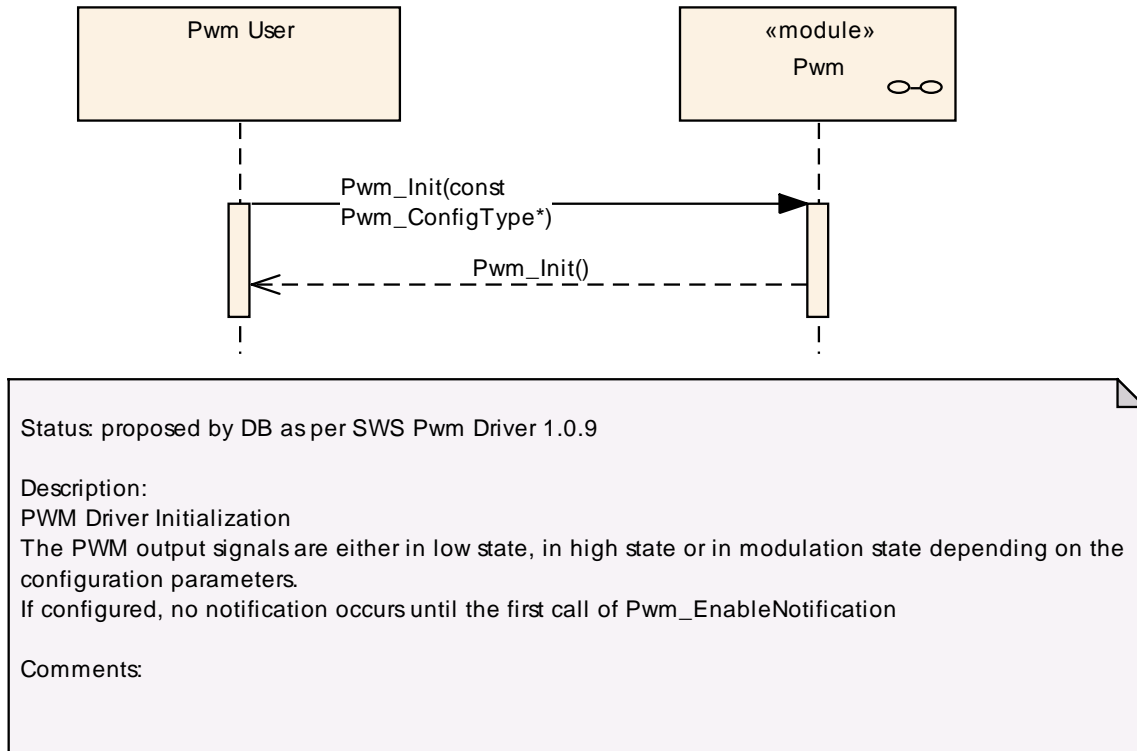 Pwm User
«module»
Pwm
Pwm_Init(const
Pwm_ConfigType*)
Pwm_Init()
Status: proposed by DB as per SWS Pwm Driver 1.0.9
Description:
PWM Driver Initialization
The PWM output signals are either in low state, in high state or in modulation state depending on the
configuration parameters.
If configured, no notification occurs until the first call of Pwm_EnableNotification
Comments: